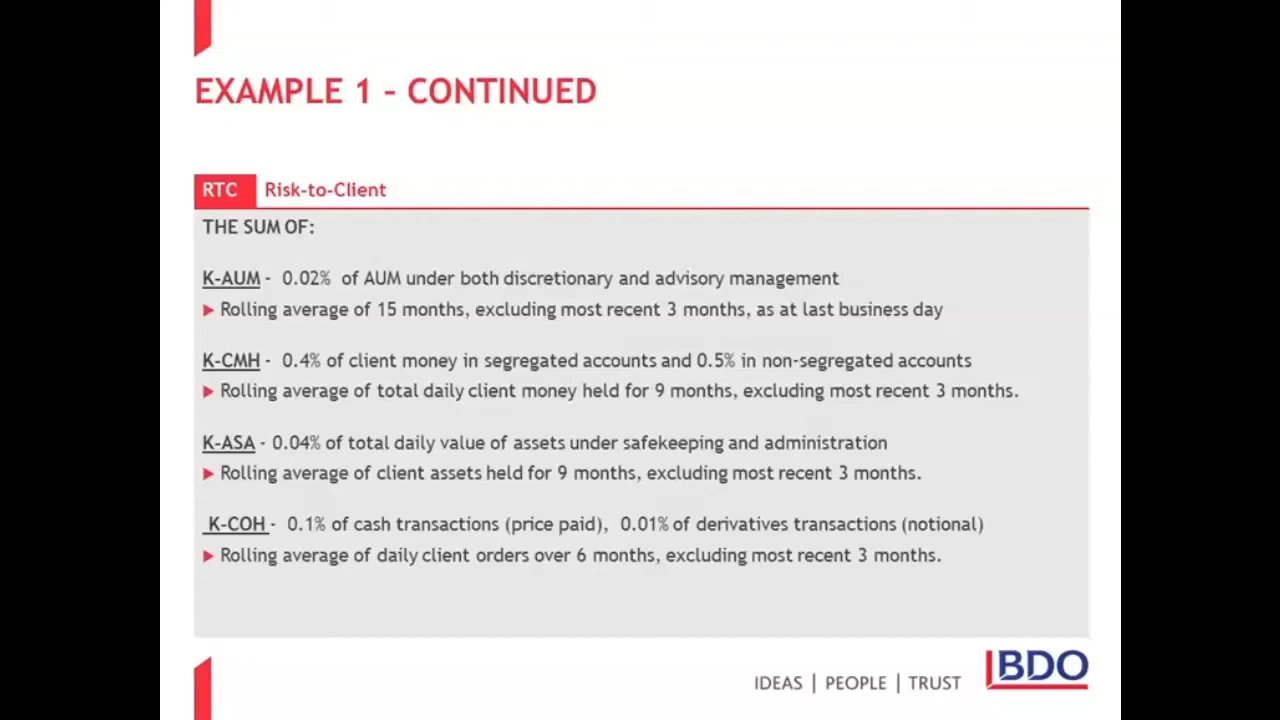 EXAMPLE 1 – CONTINUED
RTC Risk-to-Client
THE SUM OF:
K-AUM - 0.02% of AUM under both discretionary and advisory management
► Rolling average of 15 months, excluding most recent 3 months, as at last business day
K-CMH - 0.4% of client money in segregated accounts and 0.5% in non-segregated accounts
► Rolling average of total daily client money held for 9 months, excluding most recent 3 months.
K-ASA - 0.04% of total daily value of assets under safekeeping and administration
► Rolling average of client assets held for 9 months, excluding most recent 3 months.
K-COH - 0.1% of cash transactions (price paid), 0.01% of derivatives transactions (notional)
► Rolling average of daily client orders over 6 months, excluding most recent 3 months.
IDEAS | PEOPLE | TRUST
BDO